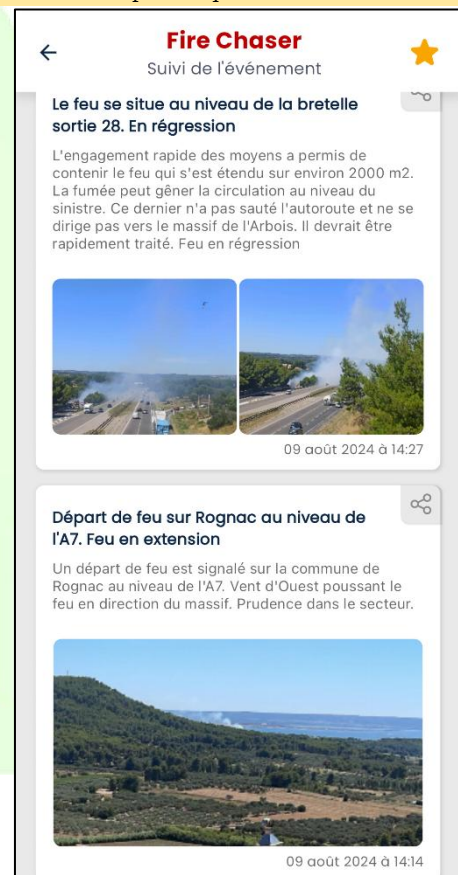 Fire Chaser
Suivi de l'événement
Le feu se situe au niveau de la bretelle
sortie 28. En régression
L'engagement rapide des moyens a permis de
contenir le feu qui s'est étendu sur environ 2000 m2.
La fumée peut gêner la circulation au niveau du
sinistre. Ce dernier n'a pas sauté l'autoroute et ne se
dirige pas vers le massif de l'Arbois. Il devrait être
rapidement traité. Feu en régression
09 août 2024 à 14:27
Départ de feu sur Rognac au niveau de
l'A7. Feu en extension
Un départ de feu est signalé sur la commune de
Rognac au niveau de l'A7. Vent d'Ouest poussant le
feu en direction du massif. Prudence dans le secteur.
09 août 2024 à 14:14